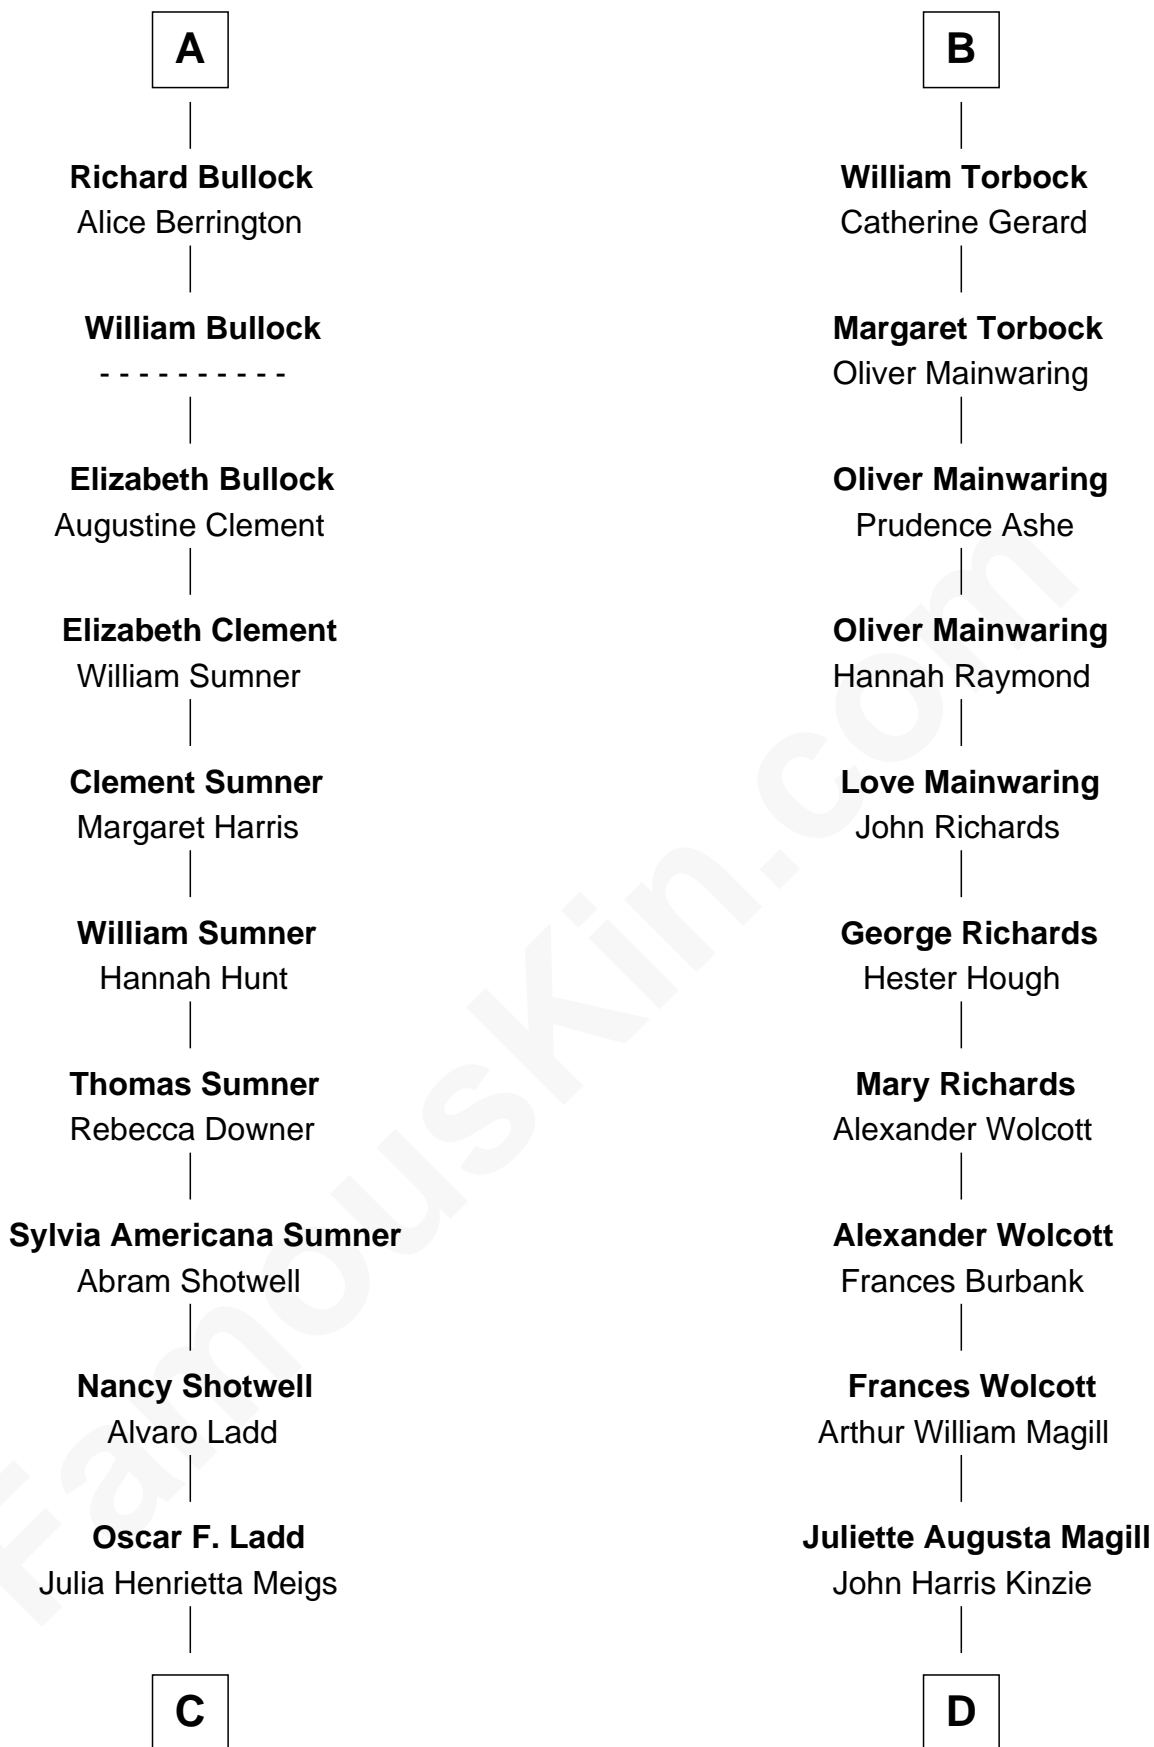 A
Richard Bullock
Alice Berrington
William Bullock
- - - - - - - - - -
Elizabeth Bullock
Augustine Clement
Elizabeth Clement
William Sumner
Clement Sumner
Margaret Harris
William Sumner
Hannah Hunt
Thomas Sumner
Rebecca Downer
Sylvia Americana Sumner
Abram Shotwell
Nancy Shotwell
Alvaro Ladd
Oscar F. Ladd
Julia Henrietta Meigs
C
B
William Torbock
Catherine Gerard
Margaret Torbock
Oliver Mainwaring
Oliver Mainwaring
Prudence Ashe
Oliver Mainwaring
Hannah Raymond
Love Mainwaring
John Richards
George Richards
Hester Hough
Mary Richards
Alexander Wolcott
Alexander Wolcott
Frances Burbank
Frances Wolcott
Arthur William Magill
Juliette Augusta Magill
John Harris Kinzie
D
FamousKin.com